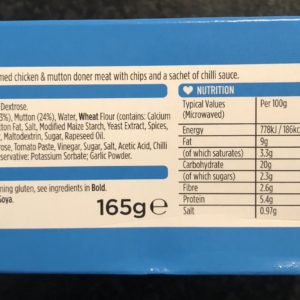 med chicken & mutton doner meat with chips and a sachet of chilli sauce.
Dextrose.
3%), Mutton (24%), Water, Wheat Flour (contains: Calcium
tton Fat, Salt, Modified Maize Starch, Yeast Extract, Spices,
, Maltodextrin, Sugar, Rapeseed Oil.
rose, Tomato Paste, Vinegar, Sugar, Salt, Acetic Acid, Chilli
servative: Potassium Sorbate; Garlic Powder.
ning gluten, see ingredients in Bold.
Soya.
165g e
NUTRITION
Typical Values Per 100g
(Microwaved)
Energy 778KJ / 186k
Fat 9g
(of which saturates) 3.3g
Carbohydrate 20g
(of which sugars) 2.3g
Fibre 2.6g
Protein 5.4g
Salt 0.97g